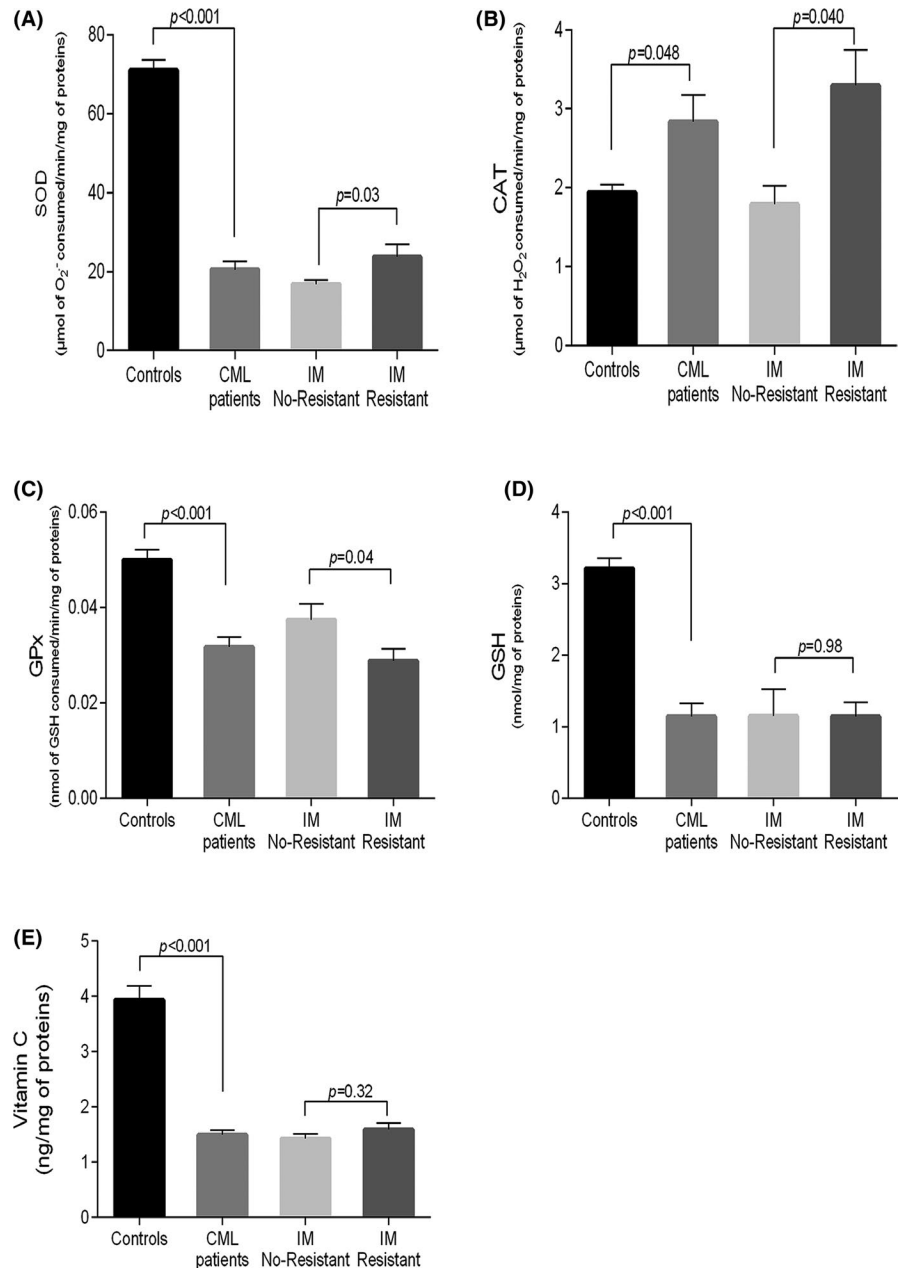 (A)
p<0.001
80
60
40
20
0
p=0.03
SOD
(µmol of O₂⁻ consumed/min/mg of proteins)
Controls
CML
patients
IM
No-Resistant
IM
Resistant
(B)
p=0.040
p=0.048
4
3
2
1
0
CAT
(µmol of H₂O₂ consumed/min/mg of proteins)
Controls
CML
patients
IM
No-Resistant
IM
Resistant
(C)
p<0.001
p=0.04
0.06
0.04
0.02
0.00
GPx
(nmol of GSH consumed/min/mg of proteins)
Controls
CML
patients
IM
No-Resistant
IM
Resistant
(D)
p<0.001
p=0.98
4
3
2
1
0
GSH
(nmol/mg of proteins)
Controls
CML
patients
IM
No-Resistant
IM
Resistant
(E)
p<0.001
p=0.32
5
4
3
2
1
0
Vitamin C
(ng/mg of proteins)
Controls
CML
patients
IM
No-Resistant
IM
Resistant